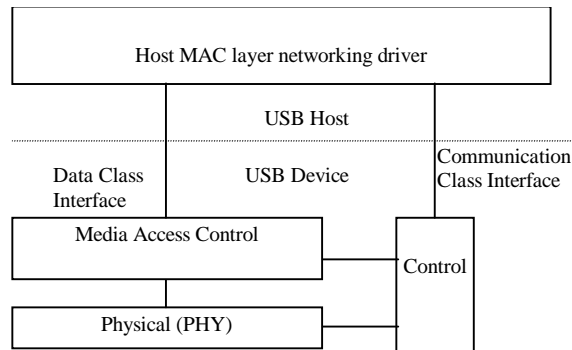 Host MAC layer networking driver
USB Host
Communication
Class Interface
Data Class
Interface
USB Device
Media Access Control
Control
Physical (PHY)